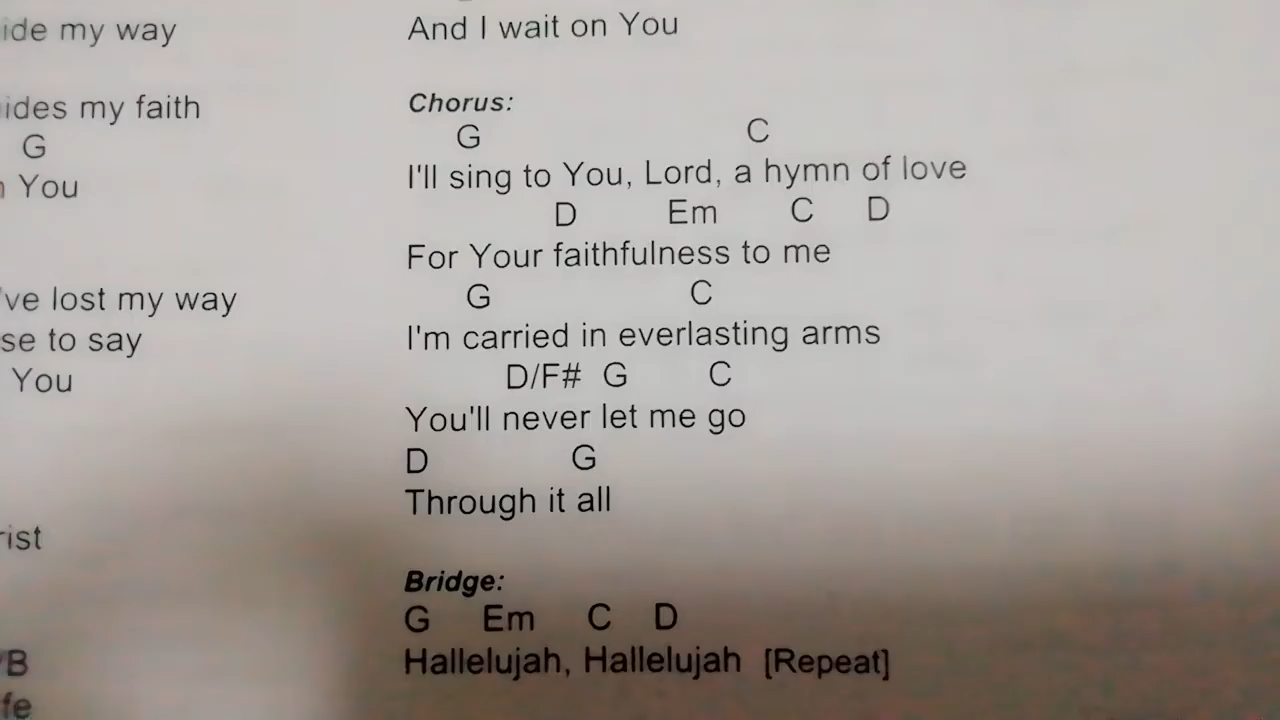 ide my way
ides my faith
G
You
've lost my way
se to say
You
rist
B
fe
And I wait on You
Chorus:
G C
I'll sing to You, Lord, a hymn of love
D Em C D
For Your faithfulness to me
G C
I'm carried in everlasting arms
D/F# G C
You'll never let me go
D G
Through it all
Bridge:
G Em C D
Hallelujah, Hallelujah [Repeat]